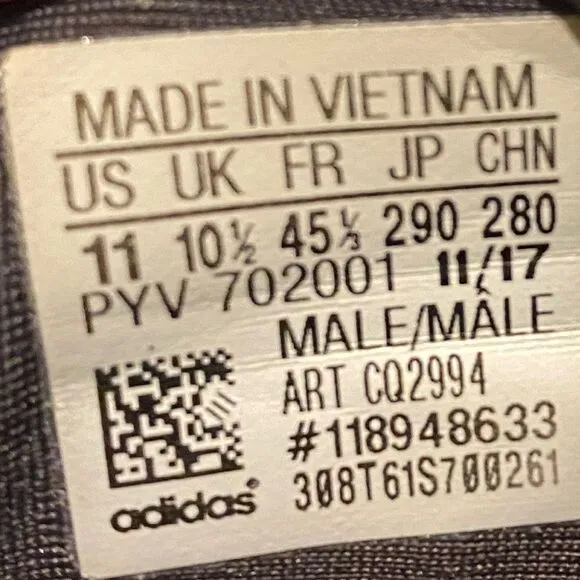 MADE IN VIETNAM
US UK FR JP CHN
11 10½ 45⅓ 290 280
PYV 702001 11/17
MALE/MÂLE
ART CQ2994
#118948633
308T61S700261
adidas®